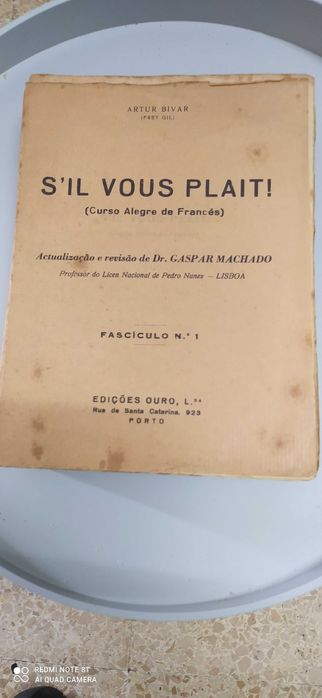 ARTUR BIVAR
(FREY GIL)
S'IL VOUS PLAIT!
(Curso Alegre de Francês)
Actualização e revisão de Dr. GASPAR MACHADO
Professor do Liceu Nacional de Pedro Nunes — LISBOA
FASCÍCULO N.° 1
EDIÇÕES OURO, L.DA
Rua de Santa Catarina, 923
PORTO
REDMI NOTE 8T
AI QUAD CAMERA